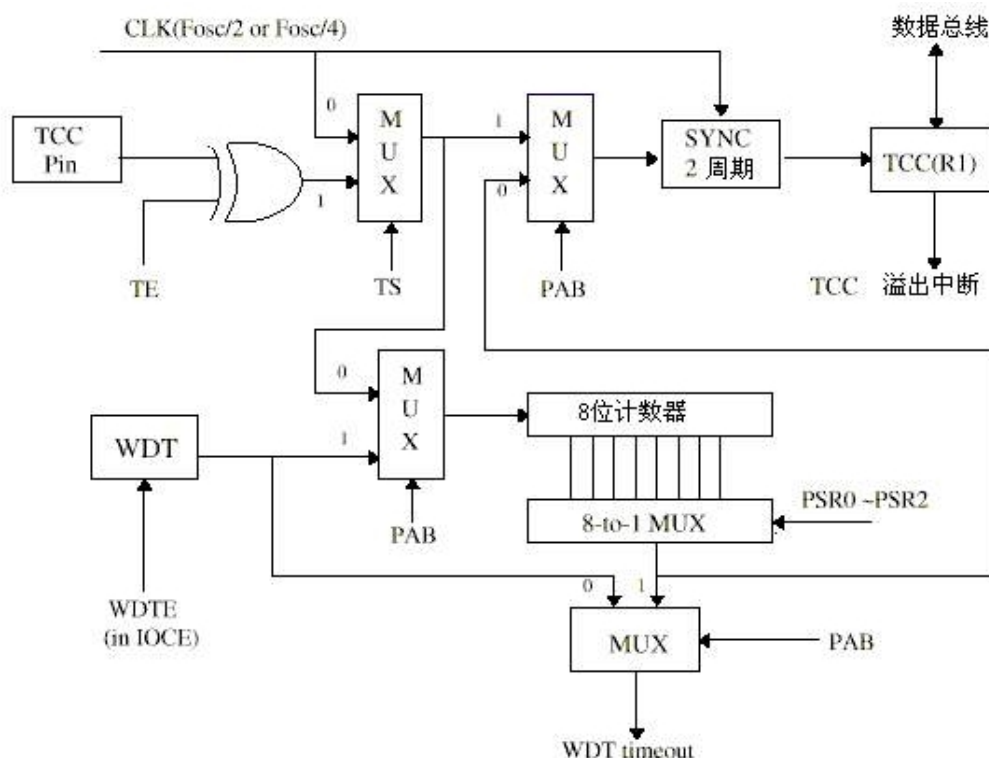 CLK(Fosc/2 or Fosc/4)
数据总线
0
TCC
Pin
1
M
U
X
1
0
M
U
X
SYNC
2 周期
TCC(R1)
TE
TS
PAB
TCC 溢出中断
0
1
M
U
X
8位计数器
WDT
PAB
8-to-1 MUX
PSR0 ~PSR2
WDTE
(in IOCE)
0
1
MUX
PAB
WDT timeout